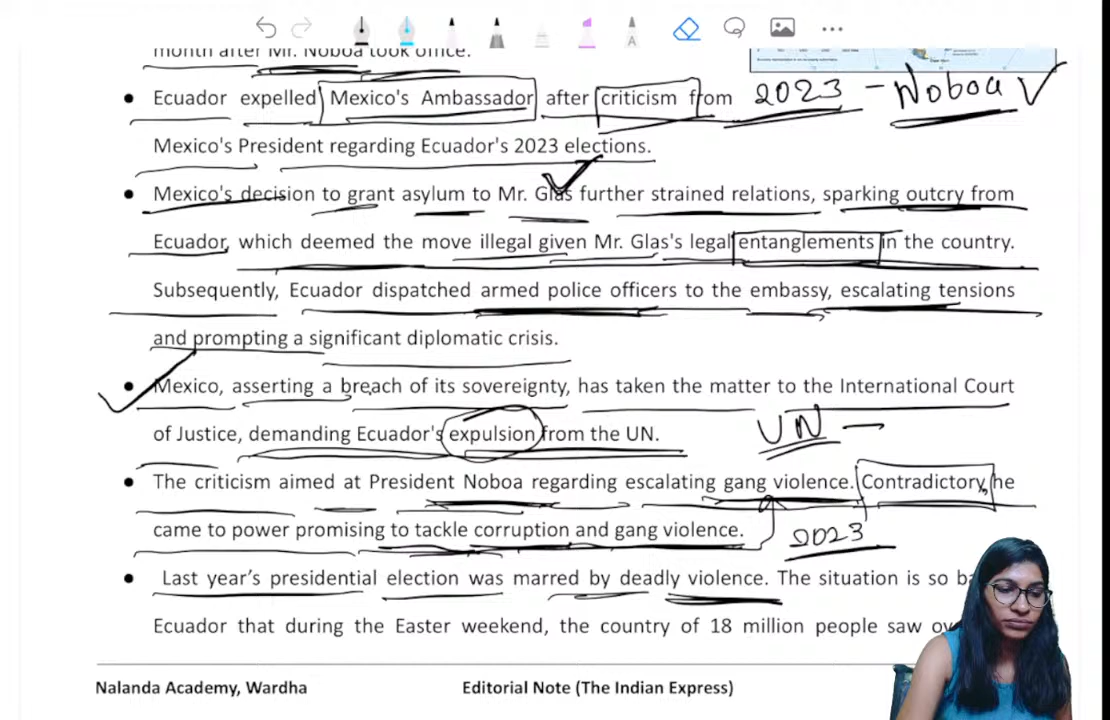 month after Mr. Noboa took office.
• Ecuador expelled Mexico's Ambassador after criticism from
2023 - Noboa
Mexico's President regarding Ecuador's 2023 elections.
• Mexico's decision to grant asylum to Mr. Glas further strained relations, sparking outcry from
Ecuador, which deemed the move illegal given Mr. Glas's legal entanglements in the country.
Subsequently, Ecuador dispatched armed police officers to the embassy, escalating tensions
and prompting a significant diplomatic crisis.
• Mexico, asserting a breach of its sovereignty, has taken the matter to the International Court
of Justice, demanding Ecuador's expulsion from the UN.
UN —
• The criticism aimed at President Noboa regarding escalating gang violence. Contradictory, he
came to power promising to tackle corruption and gang violence.
2023
• Last year's presidential election was marred by deadly violence. The situation is so
Ecuador that during the Easter weekend, the country of 18 million people saw
Nalanda Academy, Wardha
Editorial Note (The Indian Express)